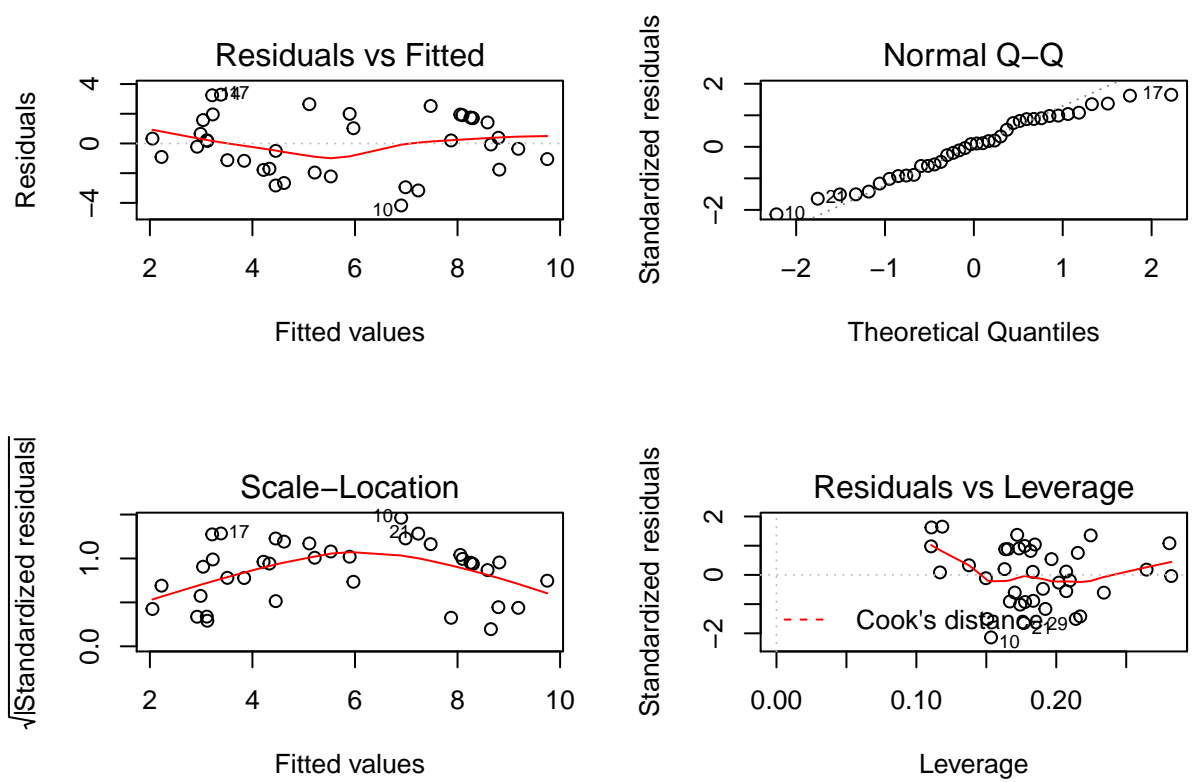 Residuals vs Fitted
Residuals
4
0
−4
17
10
2 4 6 8 10
Fitted values
Normal Q−Q
Standardized residuals
2
0
−2
17
21
10
−2 −1 0 1 2
Theoretical Quantiles
Scale−Location
√|Standardized residuals|
1.0
0.0
10
17
21
2 4 6 8 10
Fitted values
Residuals vs Leverage
Standardized residuals
2
0
−2
Cook's distance
29
21
10
0.00 0.10 0.20
Leverage